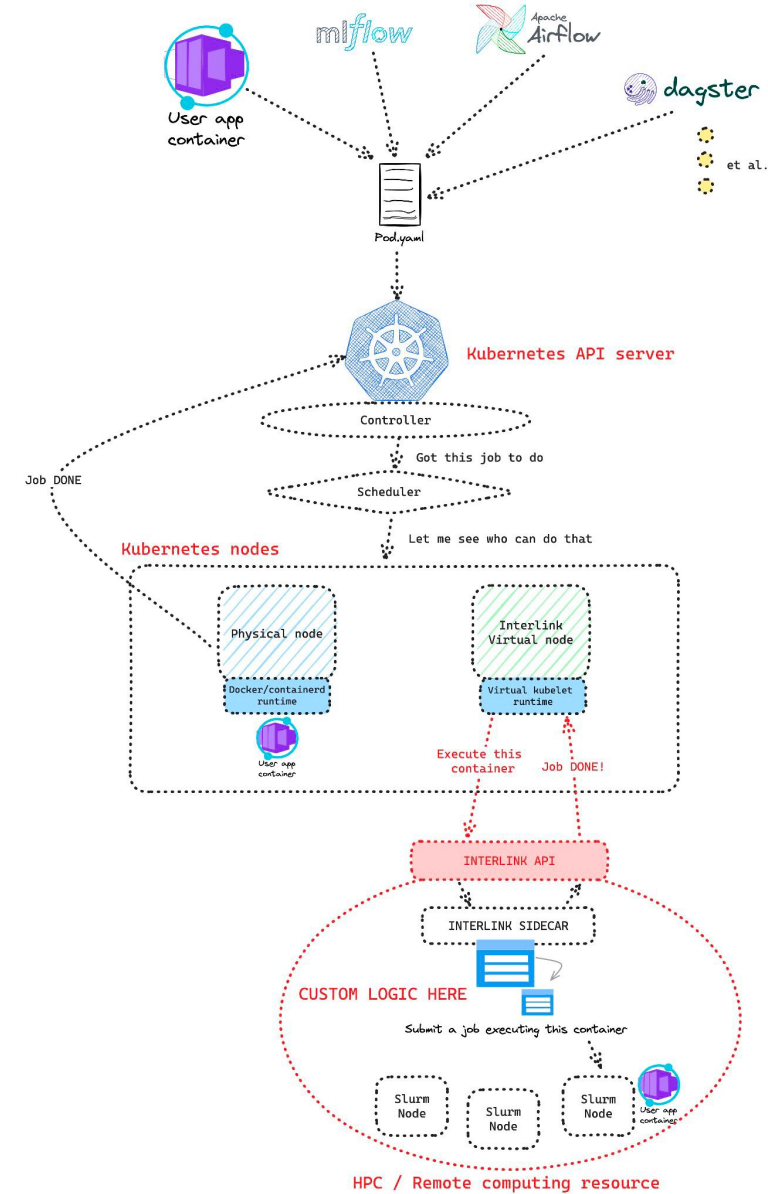 mlflow
Apache
Airflow
dagster
User app
container
et al.
Pod.yaml
Kubernetes API server
Controller
Got this job to do
Job DONE
Scheduler
Let me see who can do that
Kubernetes nodes
Physical node
Interlink
Virtual node
Docker/containerd
runtime
Virtual kubelet
runtime
User app
container
Execute this
container
Job DONE!
INTERLINK API
INTERLINK SIDECAR
CUSTOM LOGIC HERE
Submit a job executing this container
Slurm
Node
Slurm
Node
Slurm
Node
User app
container
HPC / Remote computing resource